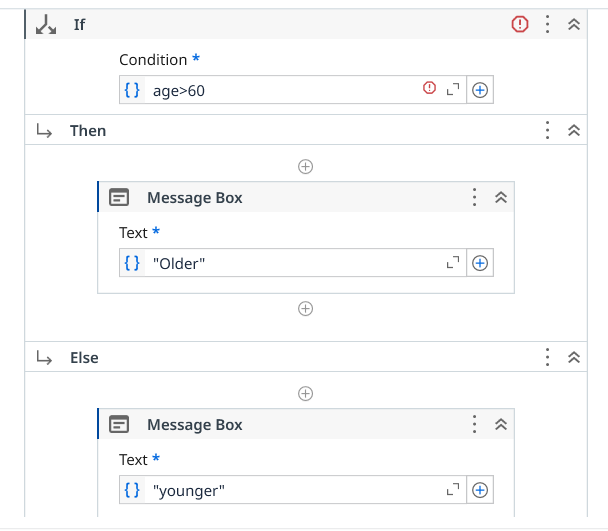 If
Condition *
{ } age>60
Then
Message Box
Text *
{ } "Older"
Else
Message Box
Text *
{ } "younger"